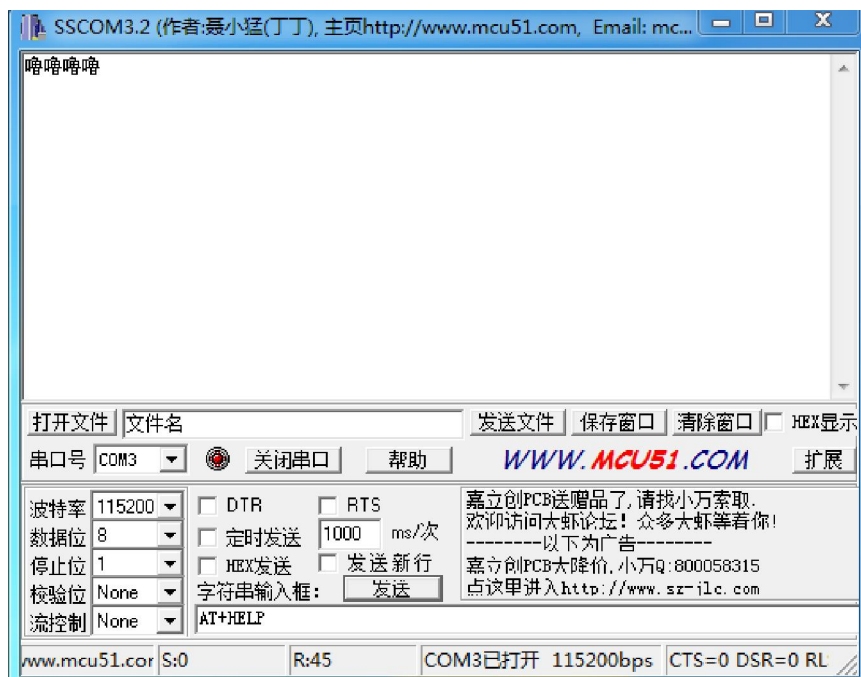 SSCOM3.2 (作者:聂小猛(丁丁), 主页http://www.mcu51.com, Email: mc...
噜噜噜噜
打开文件 文件名 发送文件 保存窗口 清除窗口 HEX显示
串口号 COM3 关闭串口 帮助 WWW.MCU51.COM 扩展
波特率 115200 DTR RTS
数据位 8 定时发送 1000 ms/次
停止位 1 HEX发送 发送新行
校验位 None 字符串输入框: 发送
流控制 None AT+HELP
嘉立创PCB送赠品了,请找小万索取.
欢迎访问大虾论坛! 众多大虾等着你!
--------以下为广告--------
嘉立创PCB大降价,小万Q:800058315
点这里进入http://www.sz-jlc.com
www.mcu51.cor S:0 R:45 COM3已打开 115200bps CTS=0 DSR=0 RL